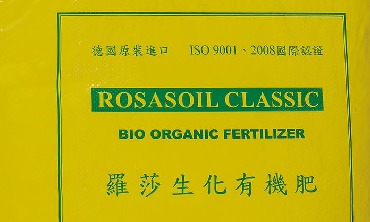 德國原裝進口 ISO 9001、2008國際認證
ROSASOIL CLASSIC
BIO ORGANIC FERTILIZER
羅莎生化有機肥